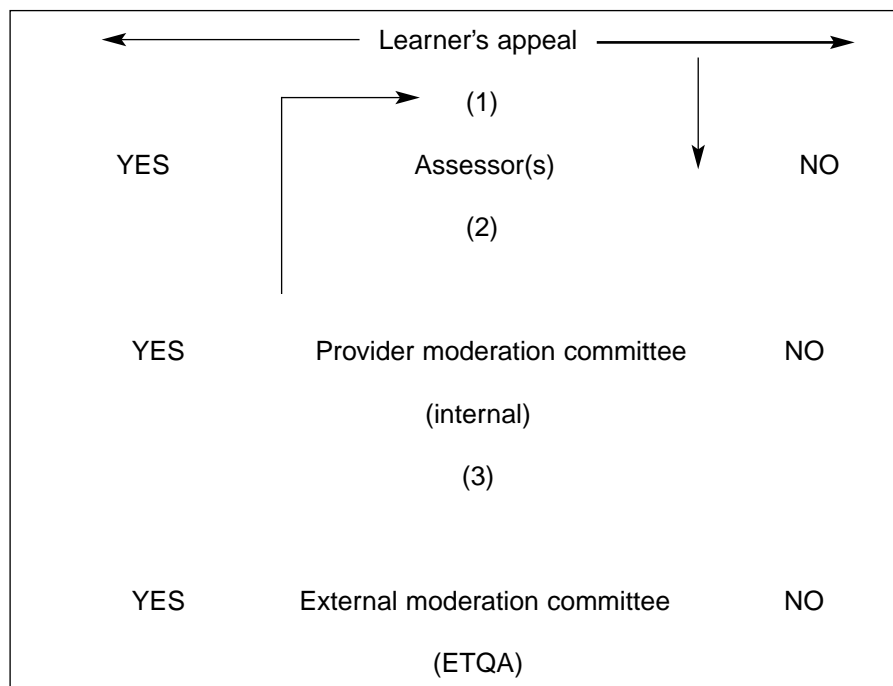 Learner's appeal
(1)
YES Assessor(s) NO
(2)
YES Provider moderation committee NO
(internal)
(3)
YES External moderation committee NO
(ETQA)